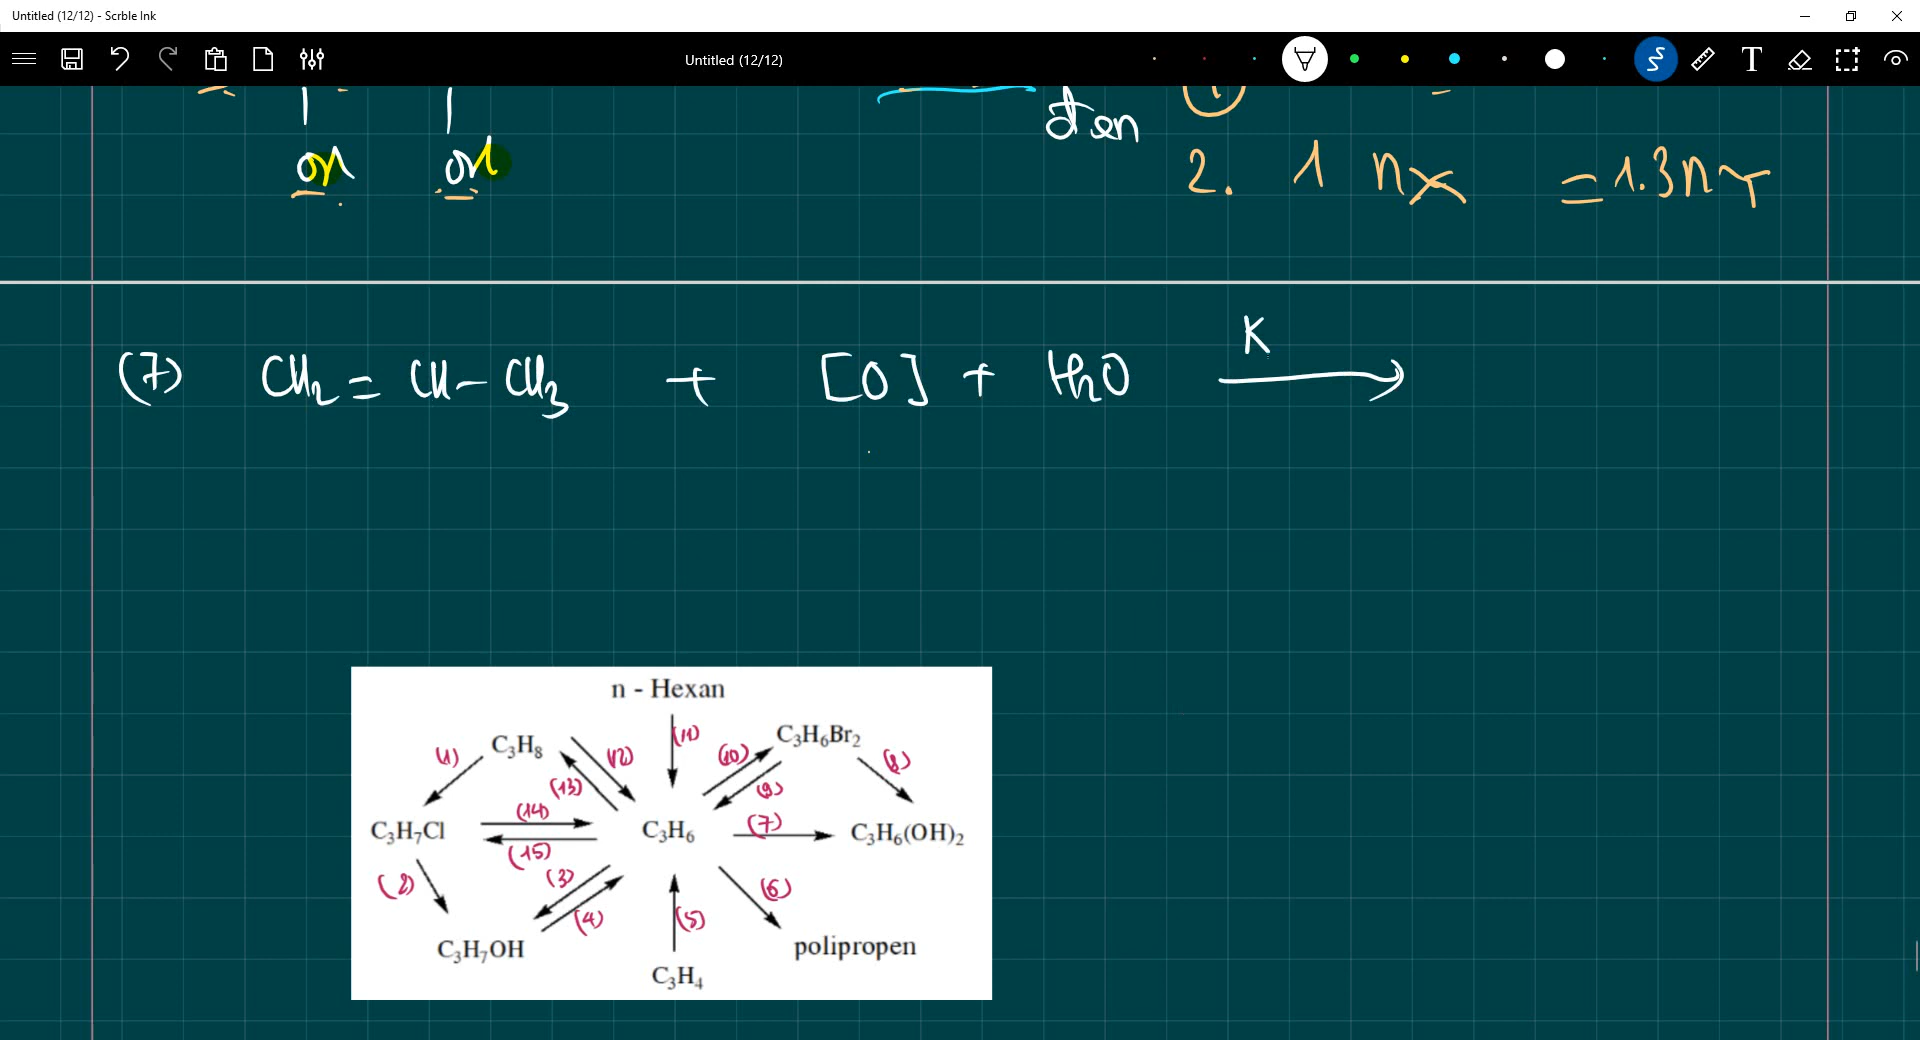 Untitled (12/12) - Scrble Ink
Untitled (12/12)
đen
OH OH
2. 1 nX = 1.3nY
(7) CH2 = CH - CH3 + [O] + H2O K →
n - Hexan
(11)
C3H8
C3H6Br2
(1) (12) (10) (8)
(13) (9)
(14) (7)
C3H7Cl
C3H6
C3H6(OH)2
(15)
(2) (3) (6)
(4) (5)
C3H7OH
polipropen
C3H4